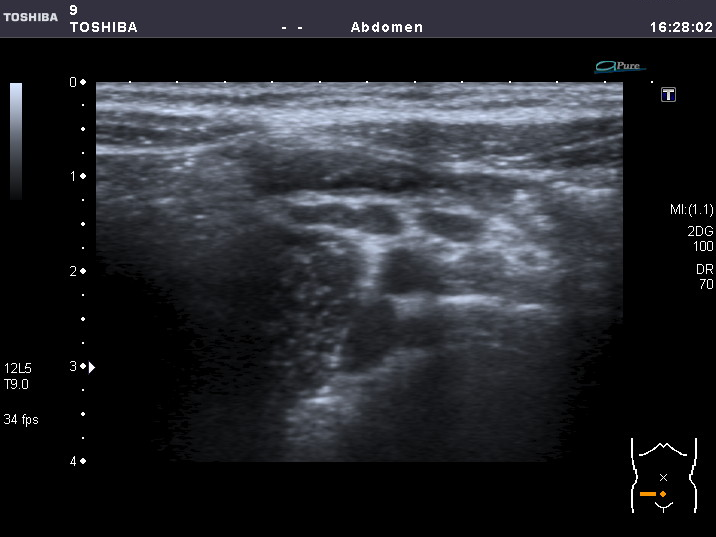 TOSHIBA
9
TOSHIBA - - Abdomen 16:28:02
Pure
T
0
1
2
3
4
MI:(1.1)
2DG
100
DR
70
12L5
T9.0
34 fps